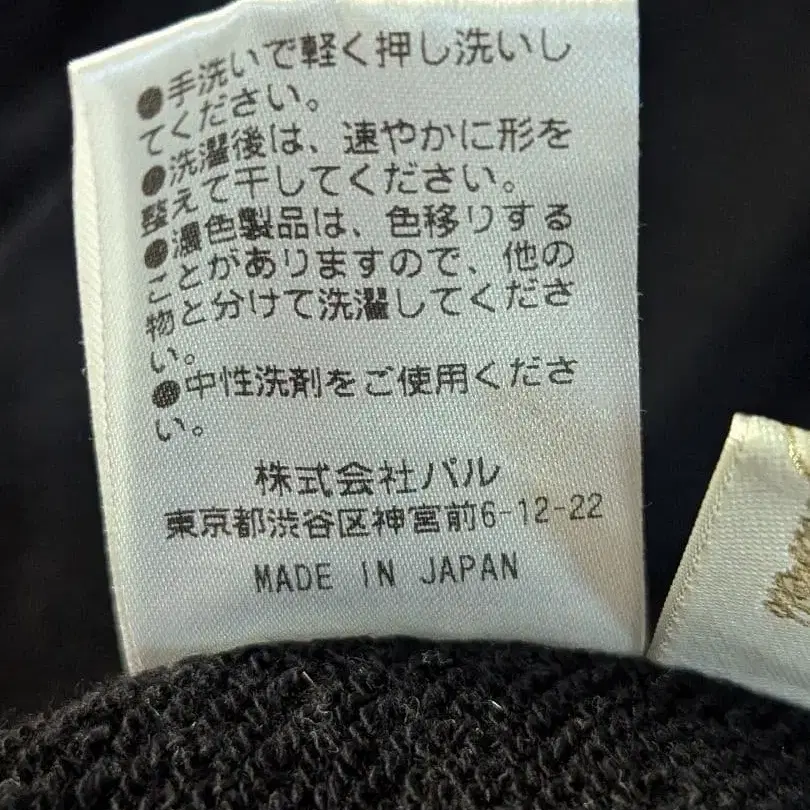 ●手洗いで軽く押し洗いし
てください。
●洗濯後は、速やかに形を
整えて干してください。
●濃色製品は、色移りする
ことがありますので、他の
物と分けて洗濯してくださ
い。
●中性洗剤をご使用くださ
い。
株式会社パル
東京都渋谷区神宮前6-12-22
MADE IN JAPAN